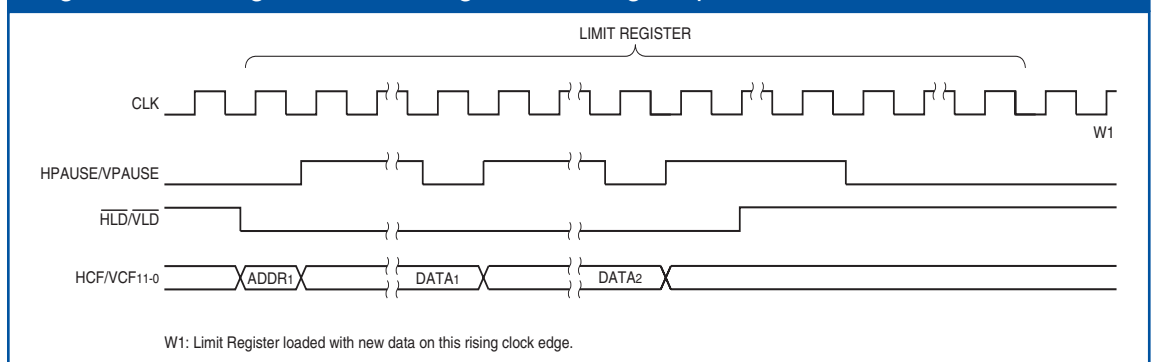 LIMIT REGISTER
CLK
W1
HPAUSE/VPAUSE
HLD/VLD
HCF/VCF11-0
ADDR1
DATA1
DATA2
W1: Limit Register loaded with new data on this rising clock edge.